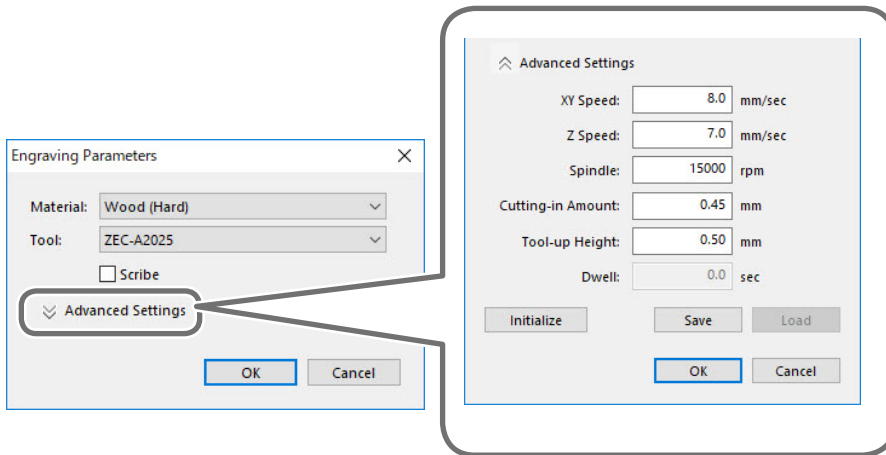 Engraving Parameters
Material: Wood (Hard)
Tool: ZEC-A2025
Scribe
Advanced Settings
OK Cancel
Advanced Settings
XY Speed: 8.0 mm/sec
Z Speed: 7.0 mm/sec
Spindle: 15000 rpm
Cutting-in Amount: 0.45 mm
Tool-up Height: 0.50 mm
Dwell: 0.0 sec
Initialize Save Load
OK Cancel